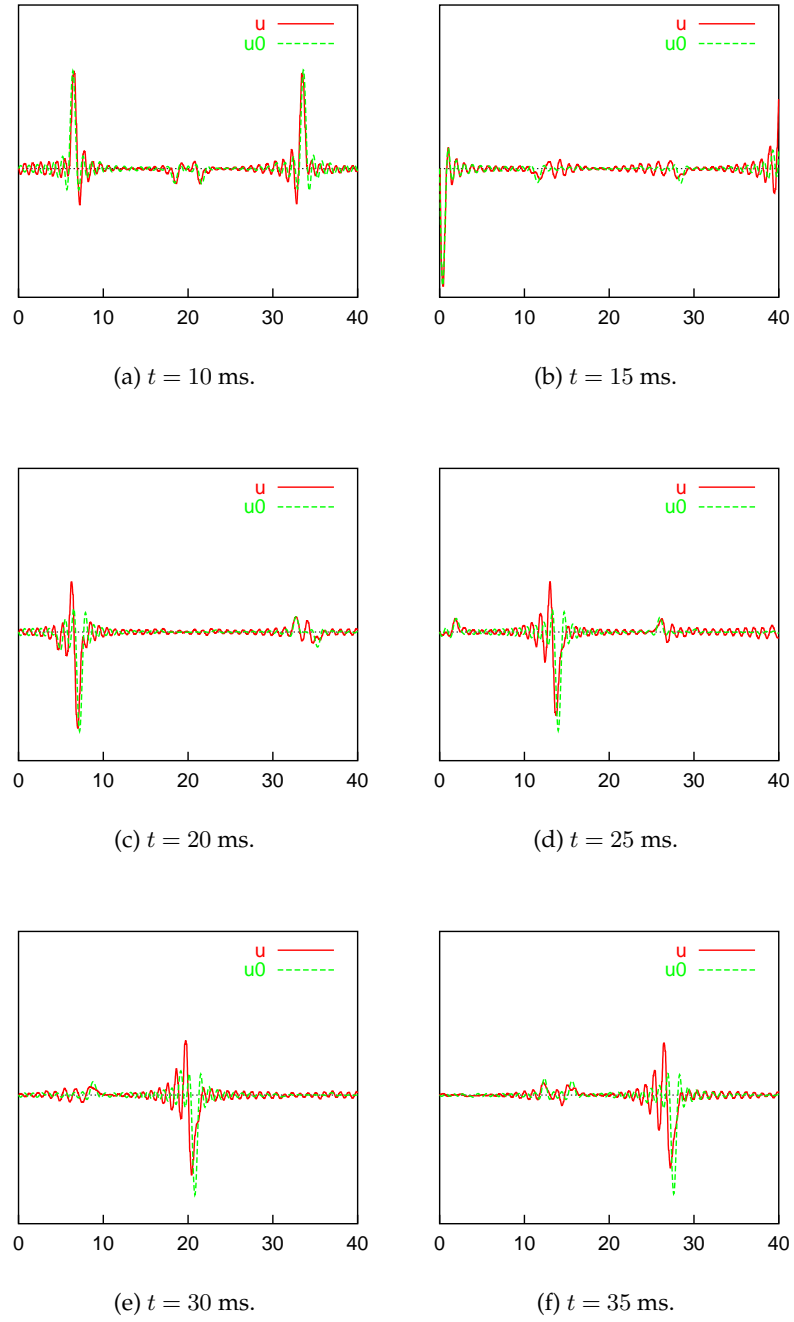 u
u0
0 10 20 30 40
(a) t = 10 ms.
u
u0
0 10 20 30 40
(b) t = 15 ms.
u
u0
0 10 20 30 40
(c) t = 20 ms.
u
u0
0 10 20 30 40
(d) t = 25 ms.
u
u0
0 10 20 30 40
(e) t = 30 ms.
u
u0
0 10 20 30 40
(f) t = 35 ms.